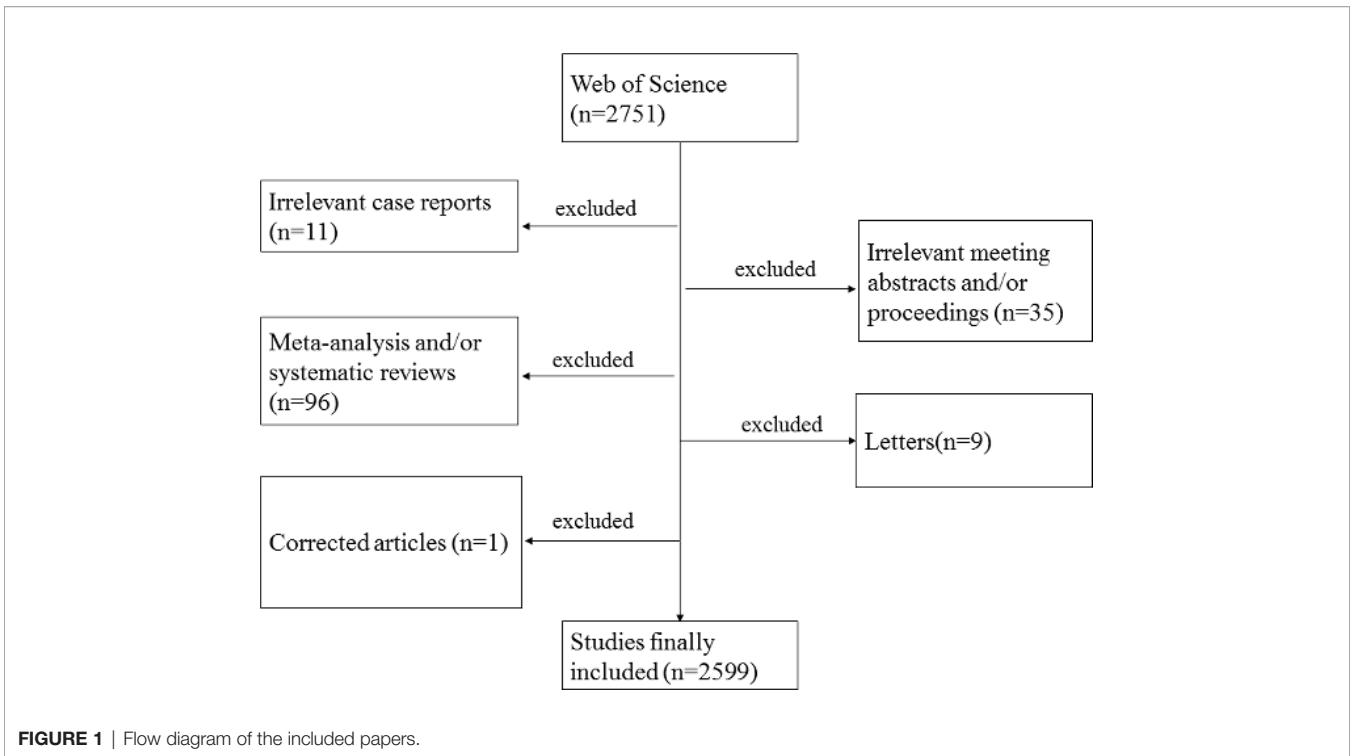 Web of Science
(n=2751)
Irrelevant case reports
(n=11)
excluded
excluded
Irrelevant meeting
abstracts and/or
proceedings (n=35)
Meta-analysis and/or
systematic reviews
(n=96)
excluded
excluded
Letters(n=9)
Corrected articles (n=1)
excluded
Studies finally
included (n=2599)
FIGURE 1 | Flow diagram of the included papers.